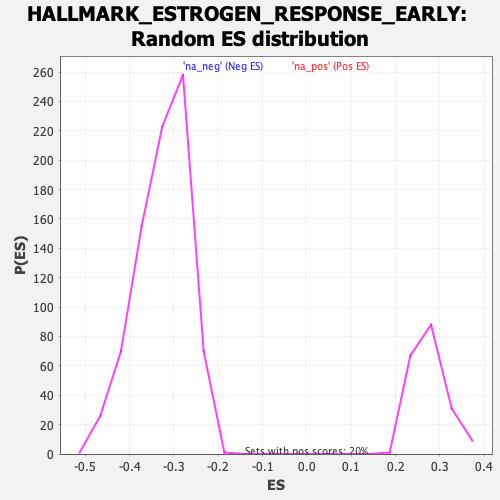 HALLMARK_ESTROGEN_RESPONSE_EARLY:
Random ES distribution
'na_neg' (Neg ES) 'na_pos' (Pos ES)
260
240
220
200
180
160
140
120
100
80
60
40
20
0
P(ES)
Sets with pos scores: 20%
-0.5 -0.4 -0.3 -0.2 -0.1 0.0 0.1 0.2 0.3 0.4
ES